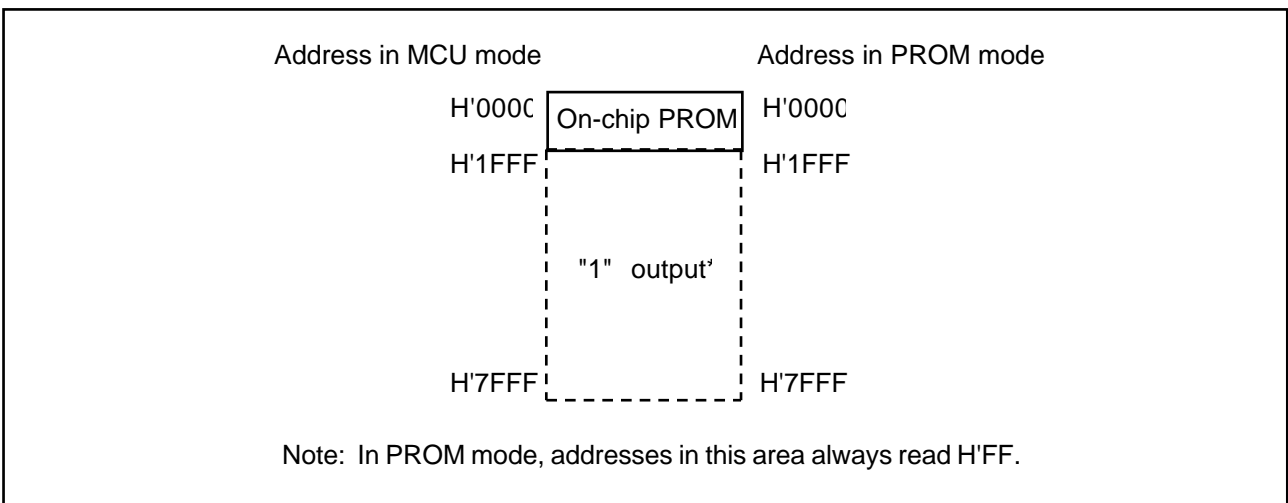 Address in MCU mode Address in PROM mode
H'0000 On-chip PROM H'0000
H'1FFF H'1FFF
"1" output*
H'7FFF H'7FFF
Note: In PROM mode, addresses in this area always read H'FF.